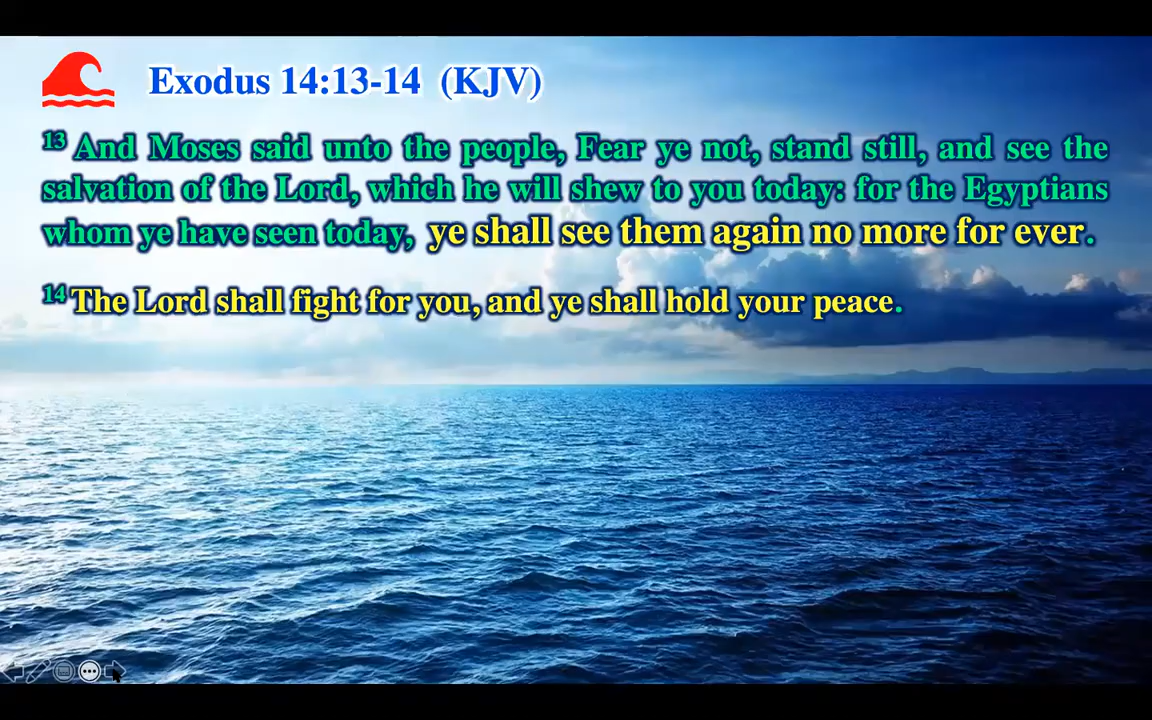 Exodus 14:13-14 (KJV)
13 And Moses said unto the people, Fear ye not, stand still, and see the
salvation of the Lord, which he will shew to you today: for the Egyptians
whom ye have seen today, ye shall see them again no more for ever.
14 The Lord shall fight for you, and ye shall hold your peace.